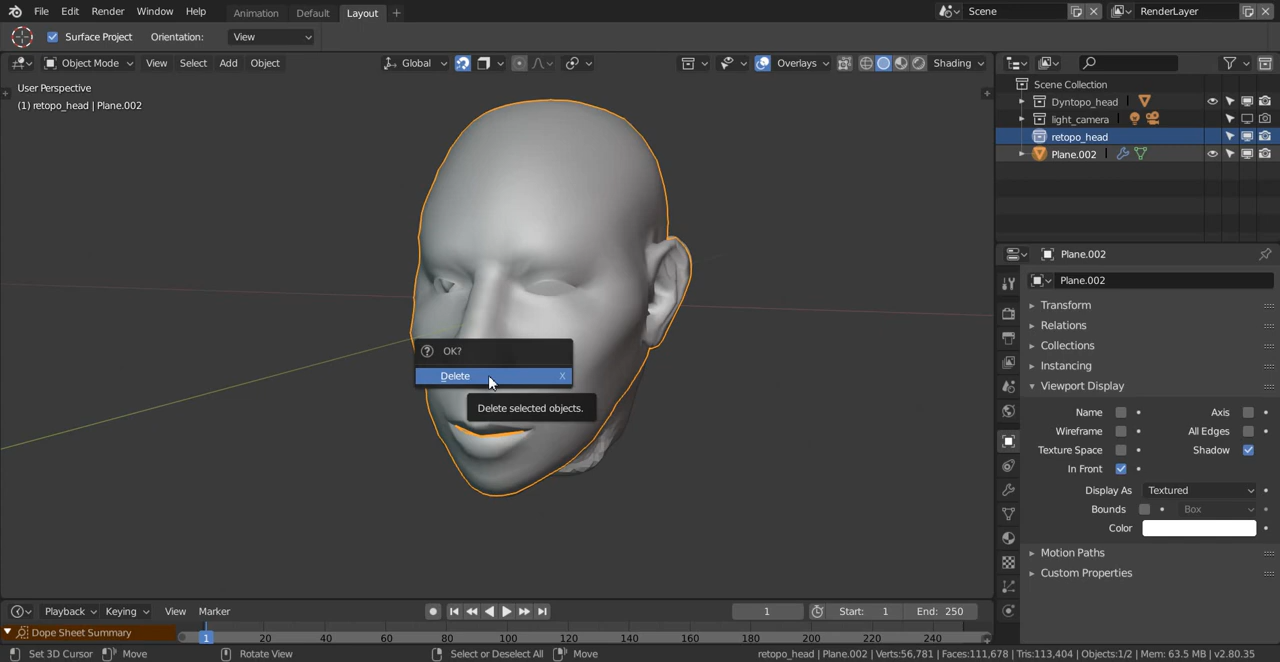 File Edit Render Window Help Animation Default Layout + Scene RenderLayer
Surface Project Orientation: View
Object Mode View Select Add Object Global Overlays Shading
User Perspective
(1) retopo_head | Plane.002
Scene Collection
Dyntopo_head
light_camera
retopo_head
Plane.002
Plane.002
Plane.002
Transform
Relations
Collections
Instancing
Viewport Display
Name Axis
Wireframe All Edges
Texture Space Shadow
In Front
Display As Textured
Bounds Box
Color
Motion Paths
Custom Properties
OK?
Delete X
Delete selected objects.
Playback Keying View Marker 1 Start: 1 End: 250
Dope Sheet Summary 1 20 40 60 80 100 120 140 160 180 200 220 240
Set 3D Cursor Move Rotate View Select or Deselect All Move retopo_head | Plane.002 | Verts:56,781 | Faces:111,678 | Tris:113,404 | Objects:1/2 | Mem: 63.5 MB | v2.80.35